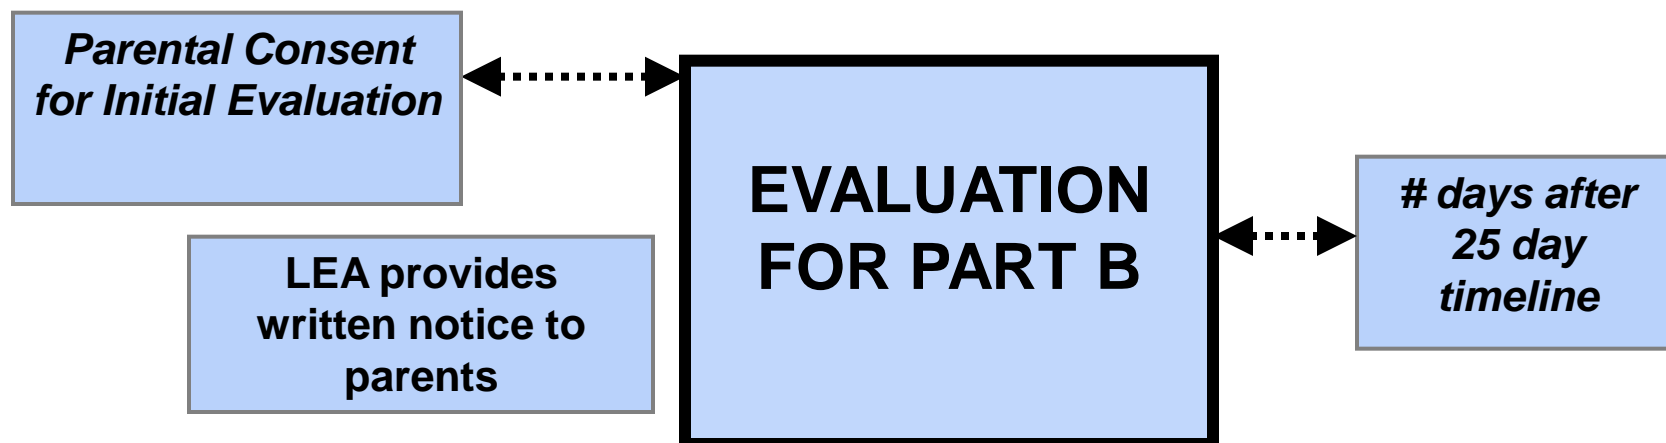 Parental Consent
for Initial Evaluation
LEA provides
written notice to
parents
EVALUATION
FOR PART B
# days after
25 day
timeline